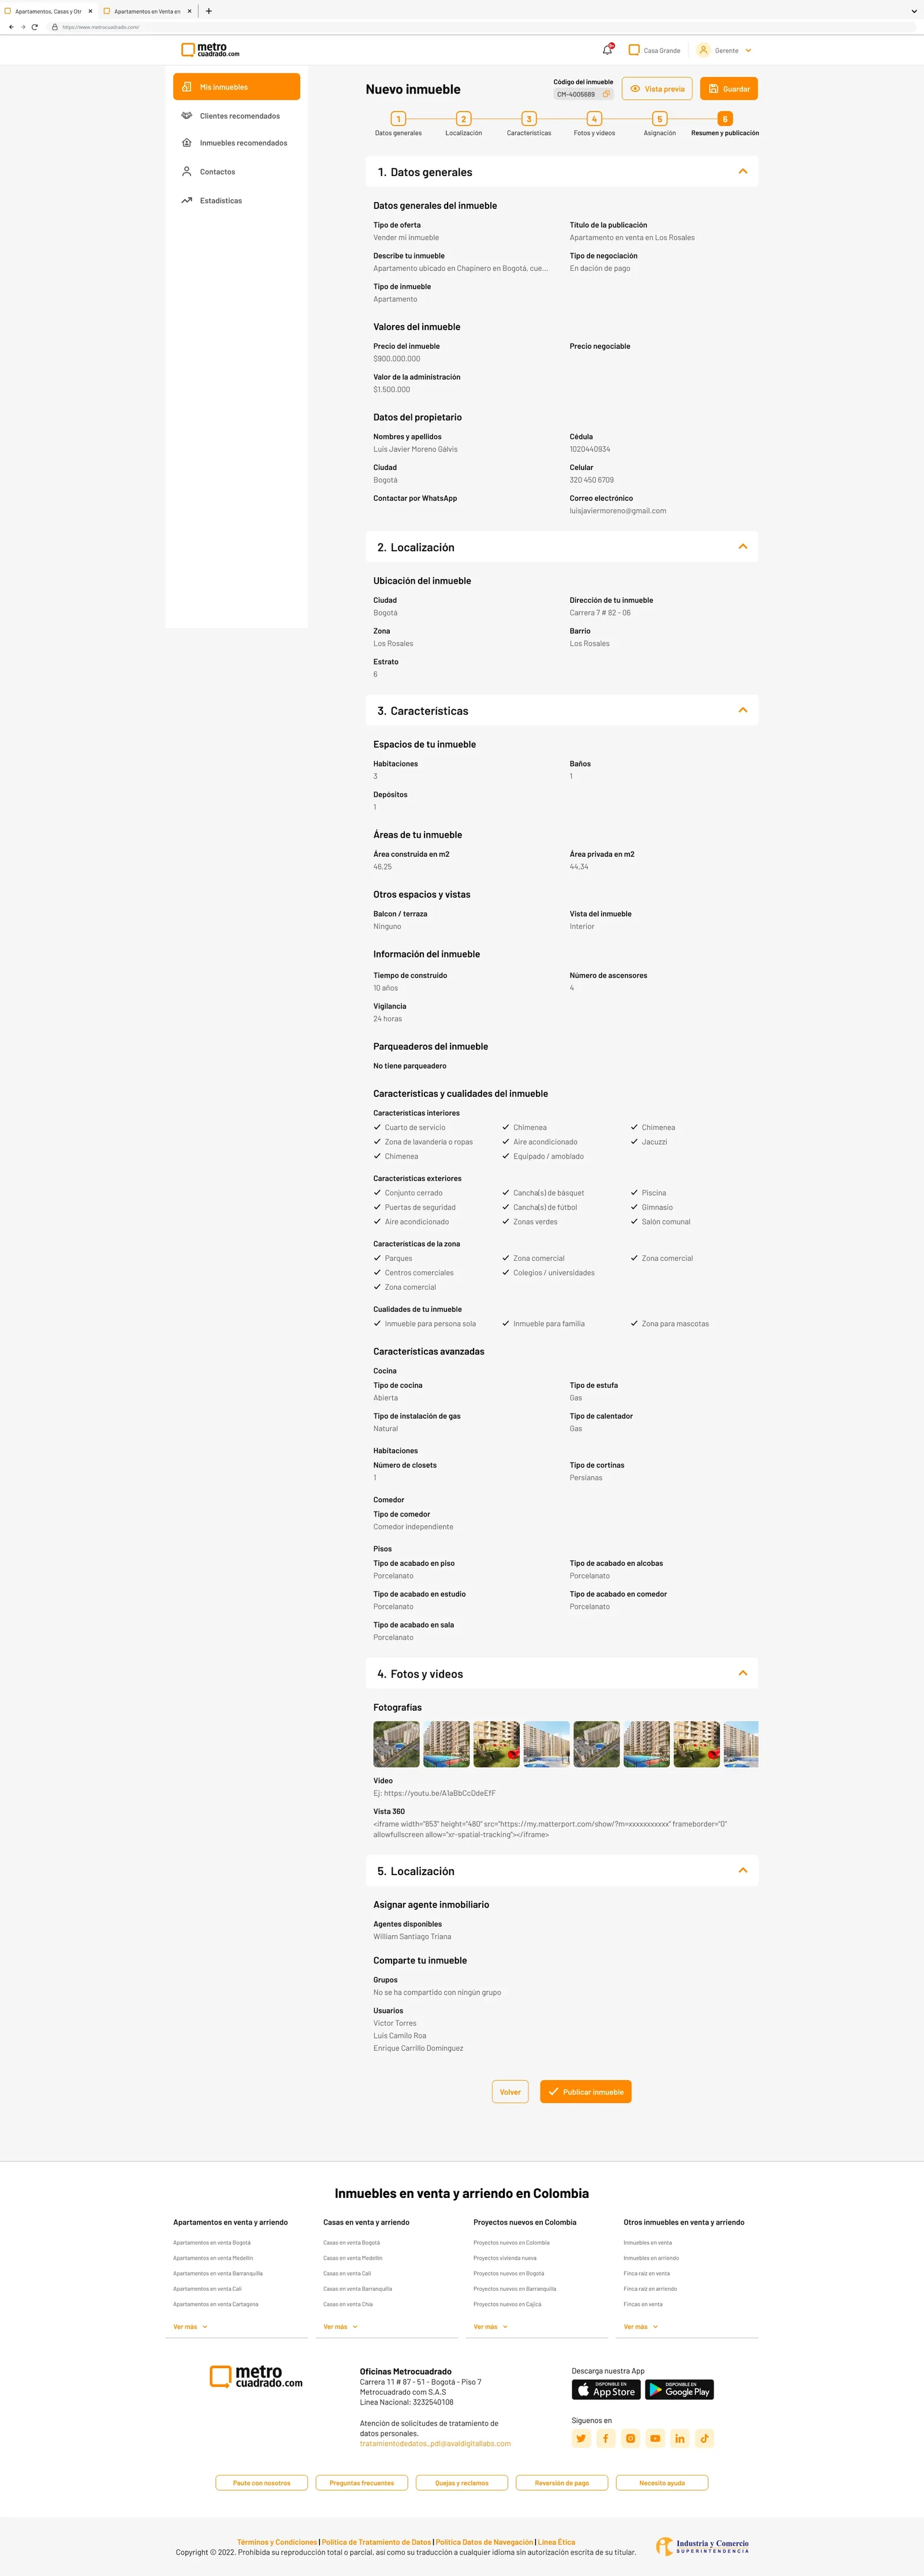 Apartamentos, Casas y Otr
Apartamentos en Venta en
https://www.metrocuadrado.com/
metro
cuadrado.com
9+
Casa Grande
Gerente
Mis inmuebles
Clientes recomendados
Inmuebles recomendados
Contactos
Estadísticas
Nuevo inmueble
Código del inmueble
CM-4005689
Vista previa
Guardar
1 2 3 4 5 6
Datos generales Localización Características Fotos y videos Asignación Resumen y publicación
1. Datos generales
Datos generales del inmueble
Tipo de oferta Título de la publicación
Vender mi inmueble Apartamento en venta en Los Rosales
Describe tu inmueble Tipo de negociación
Apartamento ubicado en Chapinero en Bogotá, cue... En dación de pago
Tipo de inmueble
Apartamento
Valores del inmueble
Precio del inmueble Precio negociable
$900.000.000
Valor de la administración
$1.500.000
Datos del propietario
Nombres y apellidos Cédula
Luis Javier Moreno Gálvis 1020440934
Ciudad Celular
Bogotá 320 450 6709
Contactar por WhatsApp Correo electrónico
luisjaviermoreno@gmail.com
2. Localización
Ubicación del inmueble
Ciudad Dirección de tu inmueble
Bogotá Carrera 7 # 82 - 06
Zona Barrio
Los Rosales Los Rosales
Estrato
6
3. Características
Espacios de tu inmueble
Habitaciones Baños
3 1
Depósitos
1
Áreas de tu inmueble
Área construida en m2 Área privada en m2
46,25 44,34
Otros espacios y vistas
Balcon / terraza Vista del inmueble
Ninguno Interior
Información del inmueble
Tiempo de construido Número de ascensores
10 años 4
Vigilancia
24 horas
Parqueaderos del inmueble
No tiene parqueadero
Características y cualidades del inmueble
Características interiores
Cuarto de servicio Chimenea Chimenea
Zona de lavandería o ropas Aire acondicionado Jacuzzi
Chimenea Equipado / amoblado
Características exteriores
Conjunto cerrado Cancha(s) de básquet Piscina
Puertas de seguridad Cancha(s) de fútbol Gimnasio
Aire acondicionado Zonas verdes Salón comunal
Características de la zona
Parques Zona comercial Zona comercial
Centros comerciales Colegios / universidades
Zona comercial
Cualidades de tu inmueble
Inmueble para persona sola Inmueble para familia Zona para mascotas
Características avanzadas
Cocina
Tipo de cocina Tipo de estufa
Abierta Gas
Tipo de instalación de gas Tipo de calentador
Natural Gas
Habitaciones
Número de closets Tipo de cortinas
1 Persianas
Comedor
Tipo de comedor
Comedor independiente
Pisos
Tipo de acabado en piso Tipo de acabado en alcobas
Porcelanato Porcelanato
Tipo de acabado en estudio Tipo de acabado en comedor
Porcelanato Porcelanato
Tipo de acabado en sala
Porcelanato
4. Fotos y videos
Fotografías
Video
Ej: https://youtu.be/A1aBbCcDdeEfF
Vista 360
<iframe width="853" height="480" src="https://my.matterport.com/show/?m=xxxxxxxxxxx" frameborder="0"
allowfullscreen allow="xr-spatial-tracking"></iframe>
5. Localización
Asignar agente inmobiliario
Agentes disponibles
William Santiago Triana
Comparte tu inmueble
Grupos
No se ha compartido con ningún grupo
Usuarios
Victor Torres
Luis Camilo Roa
Enrique Carrillo Domínguez
Volver
Publicar inmueble
Inmuebles en venta y arriendo en Colombia
Apartamentos en venta y arriendo Casas en venta y arriendo Proyectos nuevos en Colombia Otros inmuebles en venta y arriendo
Apartamentos en venta Bogotá Casas en venta Bogotá Proyectos nuevos en Colombia Inmuebles en venta
Apartamentos en venta Medellín Casas en venta Medellín Proyectos vivienda nueva Inmuebles en arriendo
Apartamentos en venta Barranquilla Casas en venta Cali Proyectos nuevos en Bogotá Finca raíz en venta
Apartamentos en venta Cali Casas en venta Barranquilla Proyectos nuevos en Barranquilla Finca raíz en arriendo
Apartamentos en venta Cartagena Casas en venta Chía Proyectos nuevos en Cajicá Fincas en venta
Ver más Ver más Ver más Ver más
metro
cuadrado.com
Oficinas Metrocuadrado
Carrera 11 # 87 - 51 - Bogotá - Piso 7
Metrocuadrado com S.A.S
Línea Nacional: 3232540108
Atención de solicitudes de tratamiento de
datos personales.
tratamientodedatos_pdl@avaldigitallabs.com
Descarga nuestra App
DISPONIBLE EN
App Store
DISPONIBLE EN
Google Play
Síguenos en
Paute con nosotros Preguntas frecuentes Quejas y reclamos Reversión de pago Necesito ayuda
Términos y Condiciones | Política de Tratamiento de Datos | Política Datos de Navegación | Línea Ética
Copyright © 2022. Prohibida su reproducción total o parcial, así como su traducción a cualquier idioma sin autorización escrita de su titular.
Industria y Comercio
SUPERINTENDENCIA